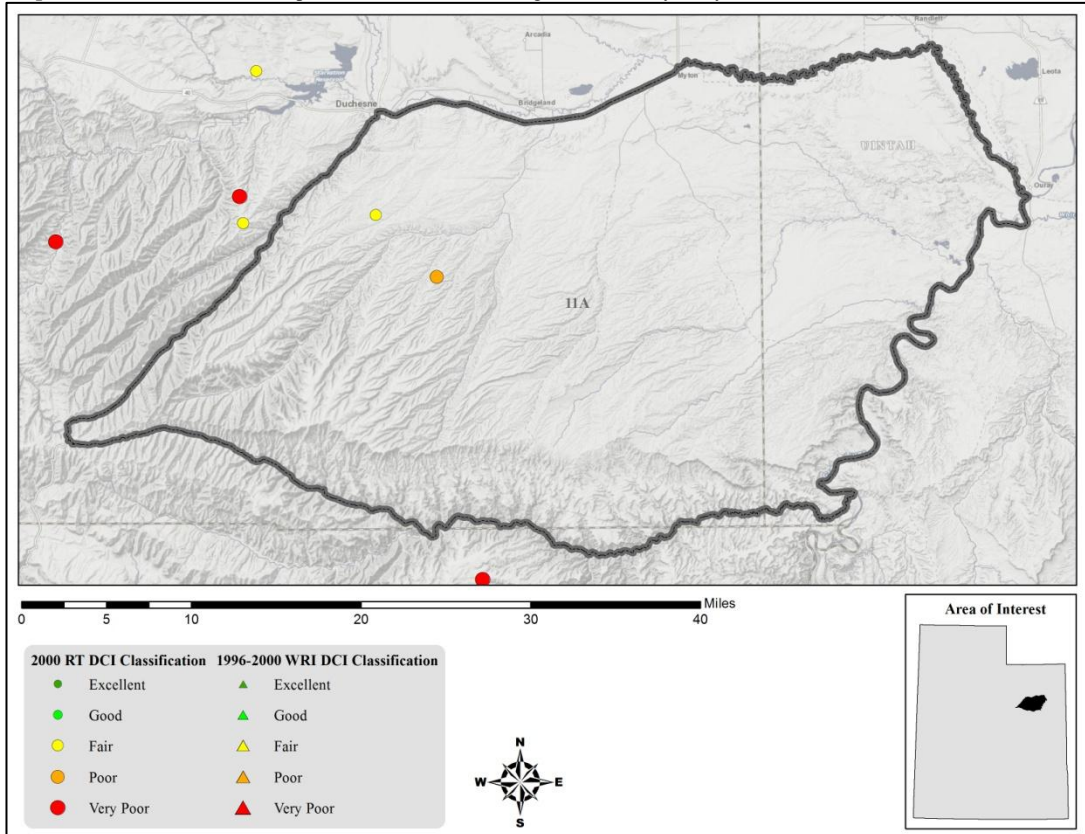 Randlett
Arcadia
Leota
Myton
Duchesne
Bridgeland
40
UINTAH
Ouray
11A
0 10 20 30 40 Miles
Area of Interest
2000 RT DCI Classification 1996-2000 WRI DCI Classification
Excellent Excellent
Good Good
Fair Fair
Poor Poor
Very Poor Very Poor
N
W E
S